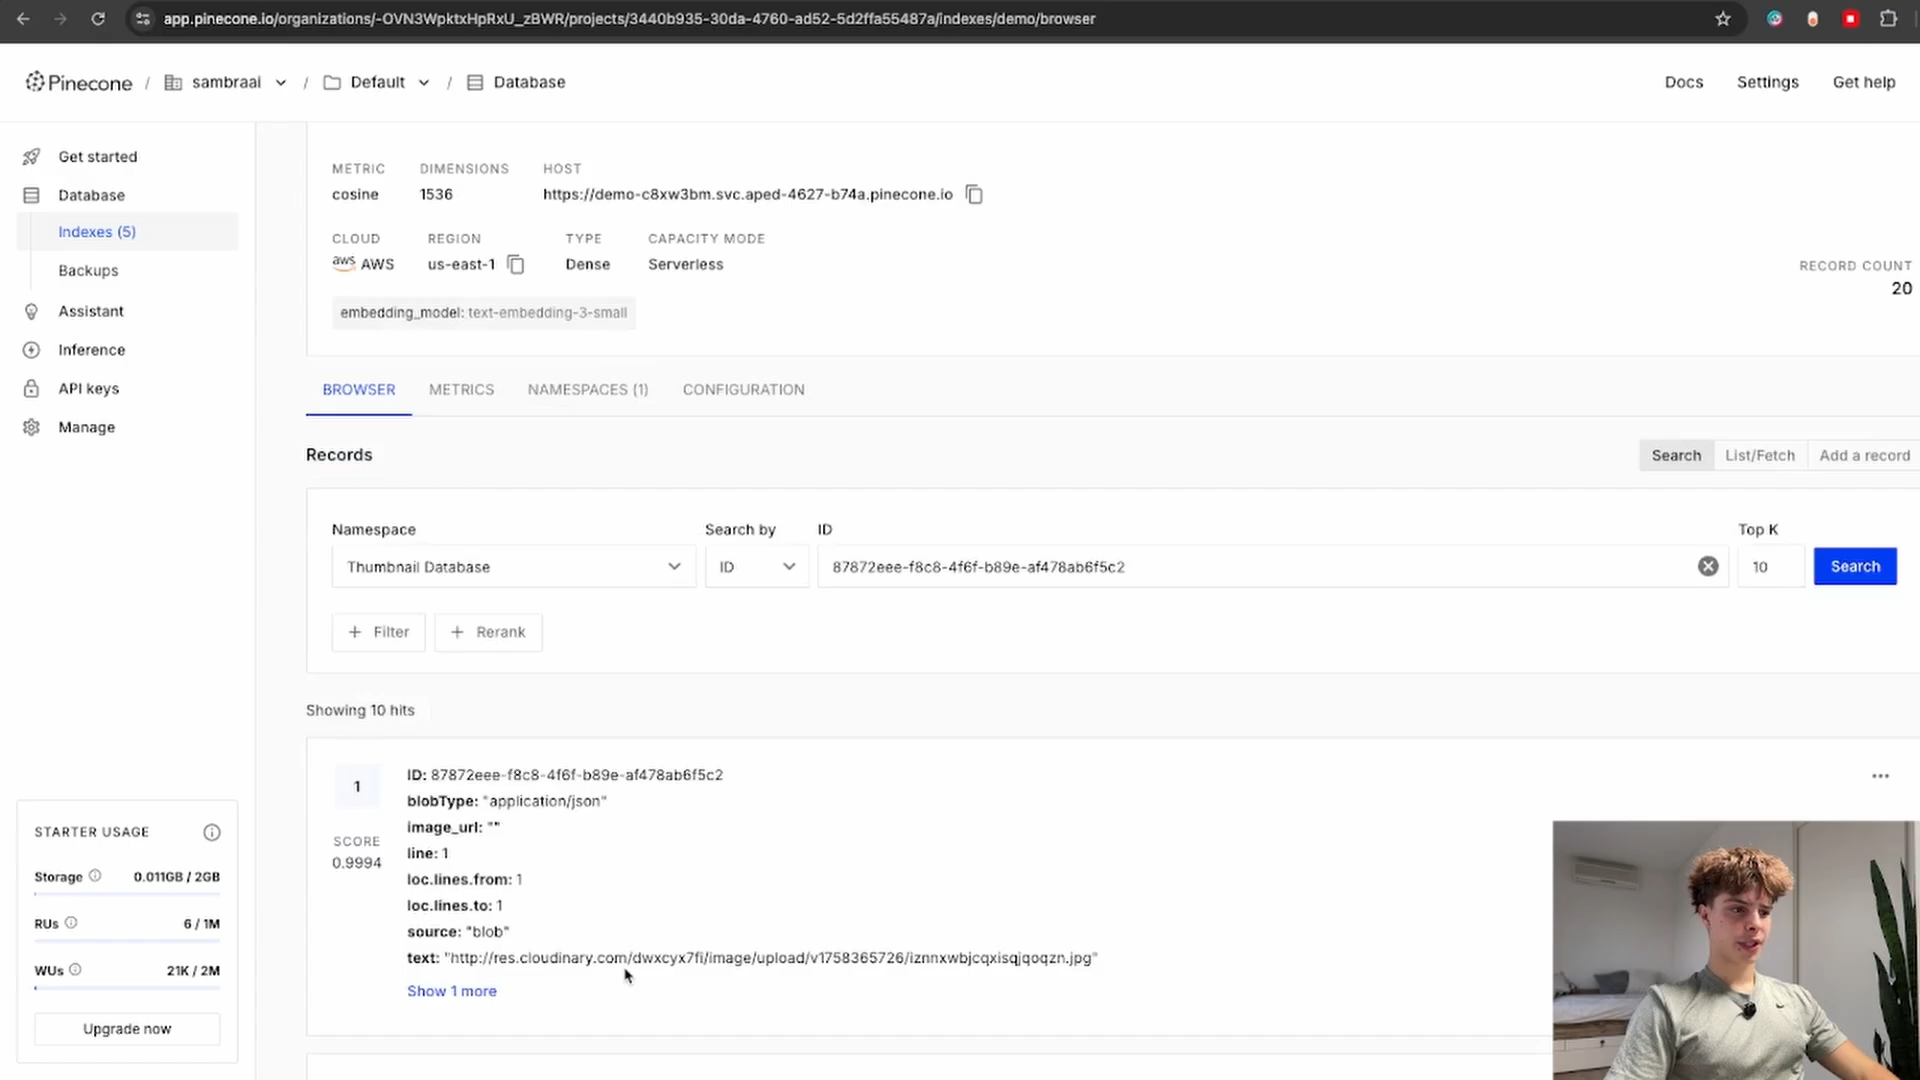 app.pinecone.io/organizations/-OVN3WpktxHpRxU_zBWR/projects/3440b935-30da-4760-ad52-5d2ffa55487a/indexes/demo/browser
Pinecone / sambraai / Default / Database
Docs Settings Get help
Get started
Database
Indexes (5)
Backups
Assistant
Inference
API keys
Manage
METRIC DIMENSIONS HOST
cosine 1536 https://demo-c8xw3bm.svc.aped-4627-b74a.pinecone.io
CLOUD REGION TYPE CAPACITY MODE
aws AWS us-east-1 Dense Serverless
RECORD COUNT
20
embedding_model: text-embedding-3-small
BROWSER METRICS NAMESPACES (1) CONFIGURATION
Records
Search List/Fetch Add a record
Namespace Search by ID Top K
Thumbnail Database ID 87872eee-f8c8-4f6f-b89e-af478ab6f5c2 10 Search
+ Filter + Rerank
Showing 10 hits
1
SCORE
0.9994
ID: 87872eee-f8c8-4f6f-b89e-af478ab6f5c2
blobType: "application/json"
image_url: ""
line: 1
loc.lines.from: 1
loc.lines.to: 1
source: "blob"
text: "http://res.cloudinary.com/dwxcyx7fi/image/upload/v1758365726/iznnxwbjcqxisqjqoqzn.jpg"
Show 1 more
STARTER USAGE
Storage 0.011GB / 2GB
RUs 6 / 1M
WUs 21K / 2M
Upgrade now